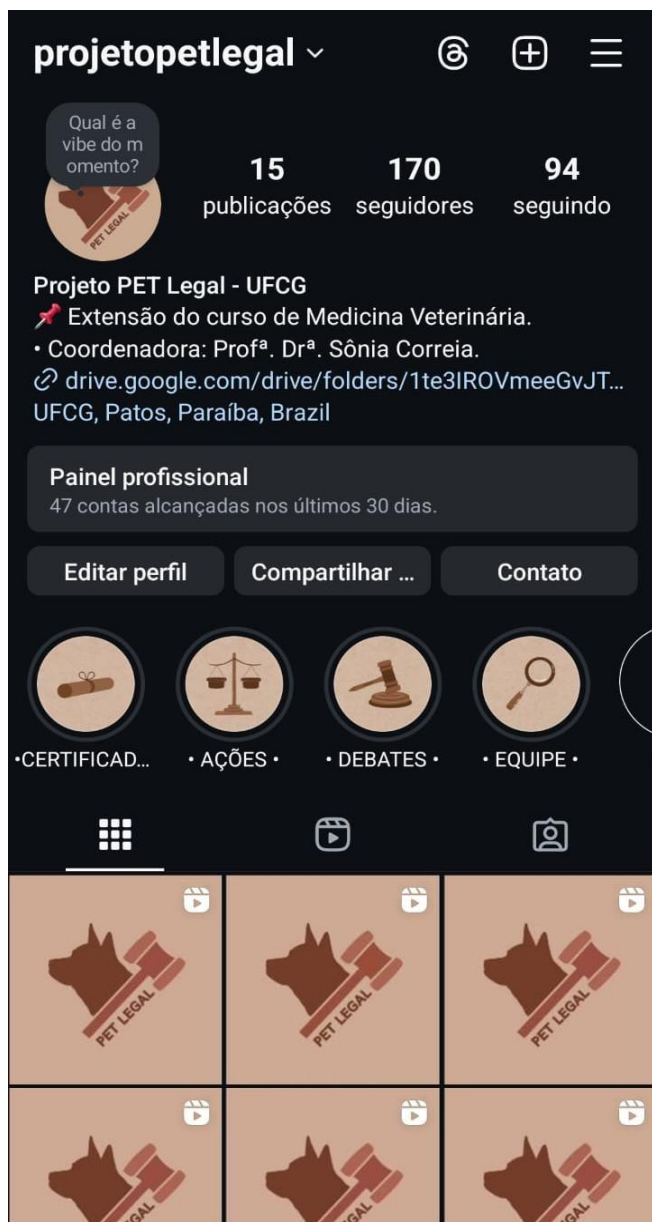 projetopetlegal
Qual é a
vibe do m
omento?
PET LEGAL
15
publicações
170
seguidores
94
seguindo
Projeto PET Legal - UFCG
📌 Extensão do curso de Medicina Veterinária.
• Coordenadora: Profª. Drª. Sônia Correia.
drive.google.com/drive/folders/1te3IROVmeeGvJT...
UFCG, Patos, Paraíba, Brazil
Painel profissional
47 contas alcançadas nos últimos 30 dias.
Editar perfil
Compartilhar ...
Contato
•CERTIFICAD...
• AÇÕES •
• DEBATES •
• EQUIPE •
PET LEGAL
PET LEGAL
PET LEGAL